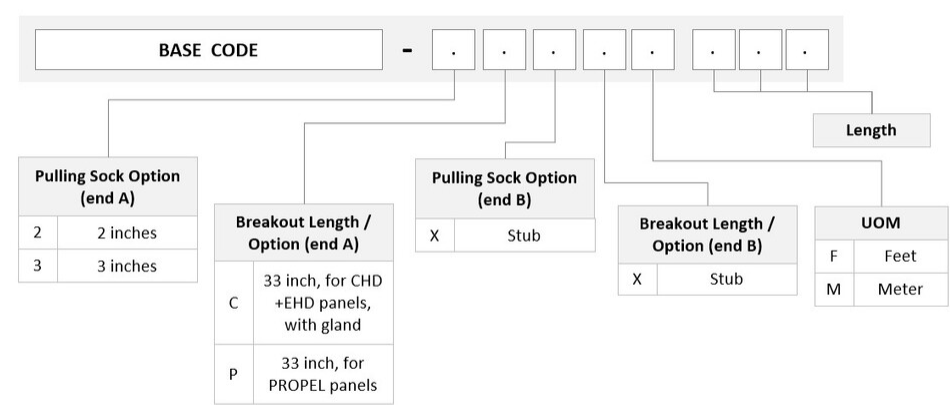 BASE CODE - . . . . . . . .
Length
Pulling Sock Option
(end A)
2 2 inches
3 3 inches
Breakout Length /
Option (end A)
C 33 inch, for CHD
+EHD panels,
with gland
P 33 inch, for
PROPEL panels
Pulling Sock Option
(end B)
X Stub
Breakout Length /
Option (end B)
X Stub
UOM
F Feet
M Meter